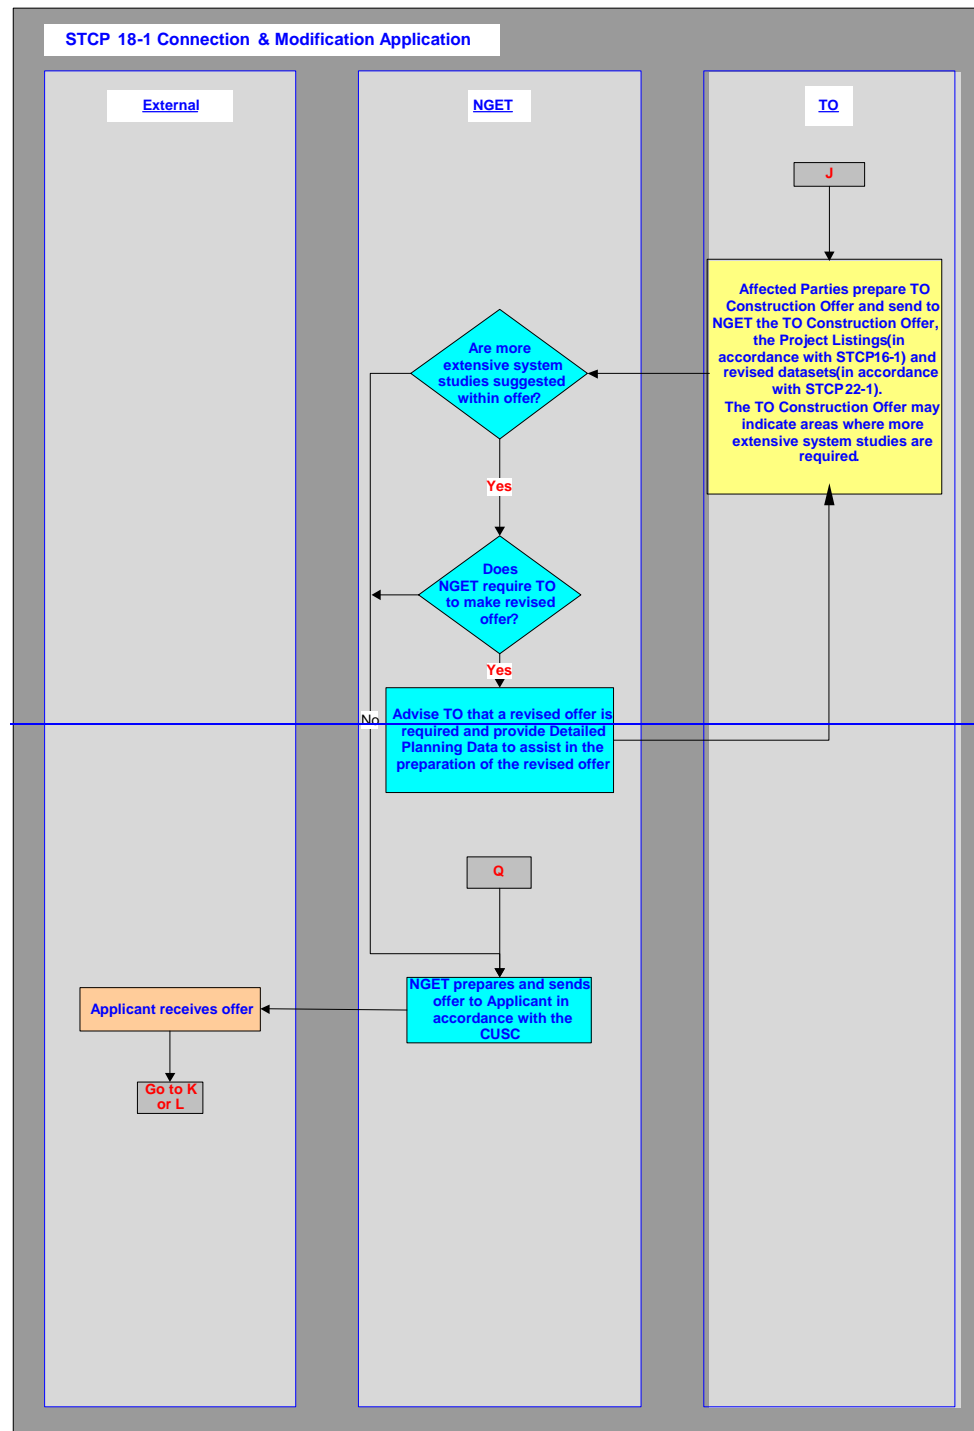 STCP 18-1 Connection & Modification Application
External
NGET
TO
J
Affected Parties prepare TO
Construction Offer and send to
NGET the TO Construction Offer,
the Project Listings(in
accordance with STCP16-1) and
revised datasets(in accordance
with STCP22-1).
The TO Construction Offer may
indicate areas where more
extensive system studies are
required.
Are more
extensive system
studies suggested
within offer?
Yes
Does
NGET require TO
to make revised
offer?
Yes
No
Advise TO that a revised offer is
required and provide Detailed
Planning Data to assist in the
preparation of the revised offer
Q
NGET prepares and sends
offer to Applicant in
accordance with the
CUSC
Applicant receives offer
Go to K
or L